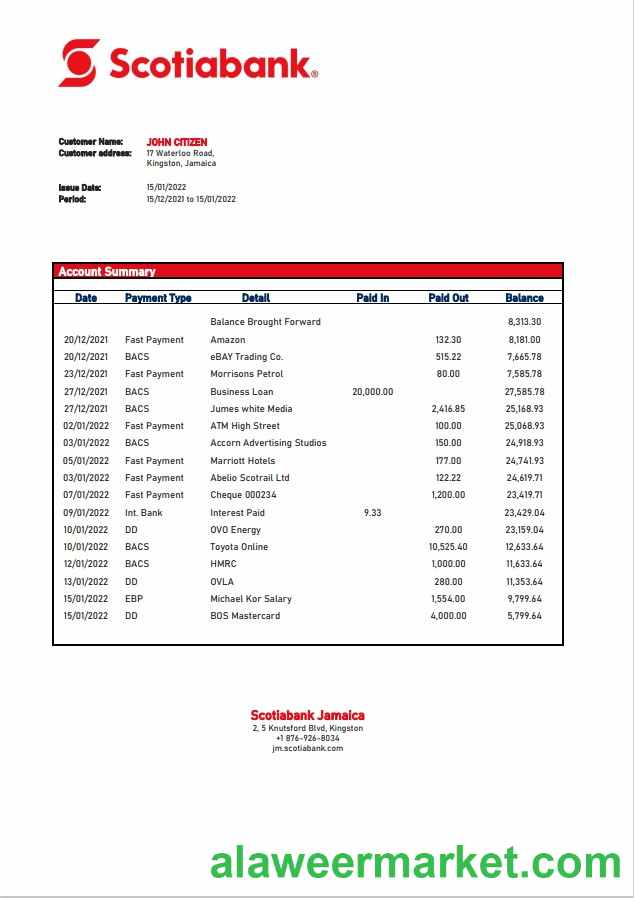 Scotiabank®
Customer Name: JOHN CITIZEN
Customer address: 17 Waterloo Road,
Kingston, Jamaica
Issue Date: 15/01/2022
Period: 15/12/2021 to 15/01/2022
Account Summary
Date Payment Type Detail Paid In Paid Out Balance
Balance Brought Forward 8,313.30
20/12/2021 Fast Payment Amazon 132.30 8,181.00
20/12/2021 BACS eBAY Trading Co. 515.22 7,665.78
23/12/2021 Fast Payment Morrisons Petrol 80.00 7,585.78
27/12/2021 BACS Business Loan 20,000.00 27,585.78
27/12/2021 BACS Jumes white Media 2,416.85 25,168.93
02/01/2022 Fast Payment ATM High Street 100.00 25,068.93
03/01/2022 BACS Accorn Advertising Studios 150.00 24,918.93
05/01/2022 Fast Payment Marriott Hotels 177.00 24,741.93
03/01/2022 Fast Payment Abelio Scotrail Ltd 122.22 24,619.71
07/01/2022 Fast Payment Cheque 000234 1,200.00 23,419.71
09/01/2022 Int. Bank Interest Paid 9.33 23,429.04
10/01/2022 DD OVO Energy 270.00 23,159.04
10/01/2022 BACS Toyota Online 10,525.40 12,633.64
12/01/2022 BACS HMRC 1,000.00 11,633.64
13/01/2022 DD OVLA 280.00 11,353.64
15/01/2022 EBP Michael Kor Salary 1,554.00 9,799.64
15/01/2022 DD BOS Mastercard 4,000.00 5,799.64
Scotiabank Jamaica
2, 5 Knutsford Blvd, Kingston
+1 876-926-8034
jm.scotiabank.com
alaweermarket.com